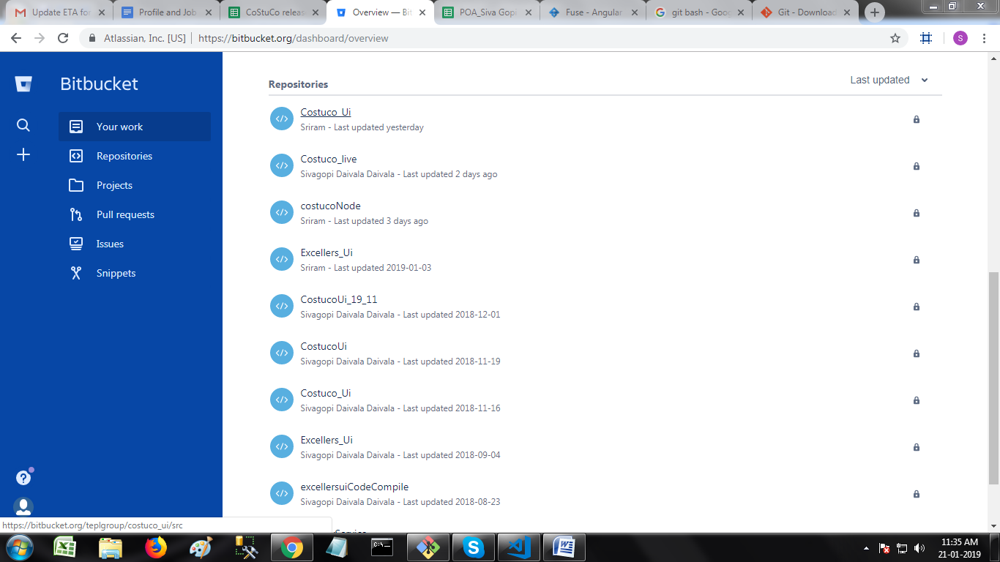 Update ETA for
Profile and Job
CoStuCo releas
Overview — Bit
POA_Siva Gopi
Fuse - Angular
git bash - Goog
Git - Download
Atlassian, Inc. [US]
https://bitbucket.org/dashboard/overview
S
Bitbucket
Your work
Repositories
Projects
Pull requests
Issues
Snippets
Repositories
Last updated
Costuco_Ui
Sriram - Last updated yesterday
Costuco_live
Sivagopi Daivala Daivala - Last updated 2 days ago
costucoNode
Sriram - Last updated 3 days ago
Excellers_Ui
Sriram - Last updated 2019-01-03
CostucoUi_19_11
Sivagopi Daivala Daivala - Last updated 2018-12-01
CostucoUi
Sivagopi Daivala Daivala - Last updated 2018-11-19
Costuco_Ui
Sivagopi Daivala Daivala - Last updated 2018-11-16
Excellers_Ui
Sivagopi Daivala Daivala - Last updated 2018-09-04
excellersuiCodeCompile
Sivagopi Daivala Daivala - Last updated 2018-08-23
https://bitbucket.org/teplgroup/costuco_ui/src
11:35 AM
21-01-2019